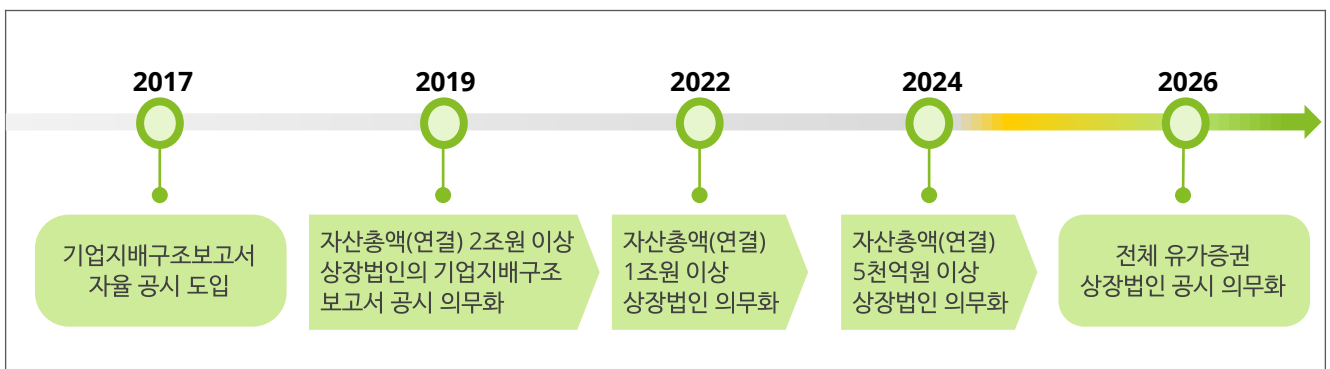 2017
2019
2022
2024
2026
기업지배구조보고서
자율 공시 도입
자산총액(연결) 2조원 이상
상장법인의 기업지배구조
보고서 공시 의무화
자산총액(연결)
1조원 이상
상장법인 의무화
자산총액(연결)
5천억원 이상
상장법인 의무화
전체 유가증권
상장법인 공시 의무화